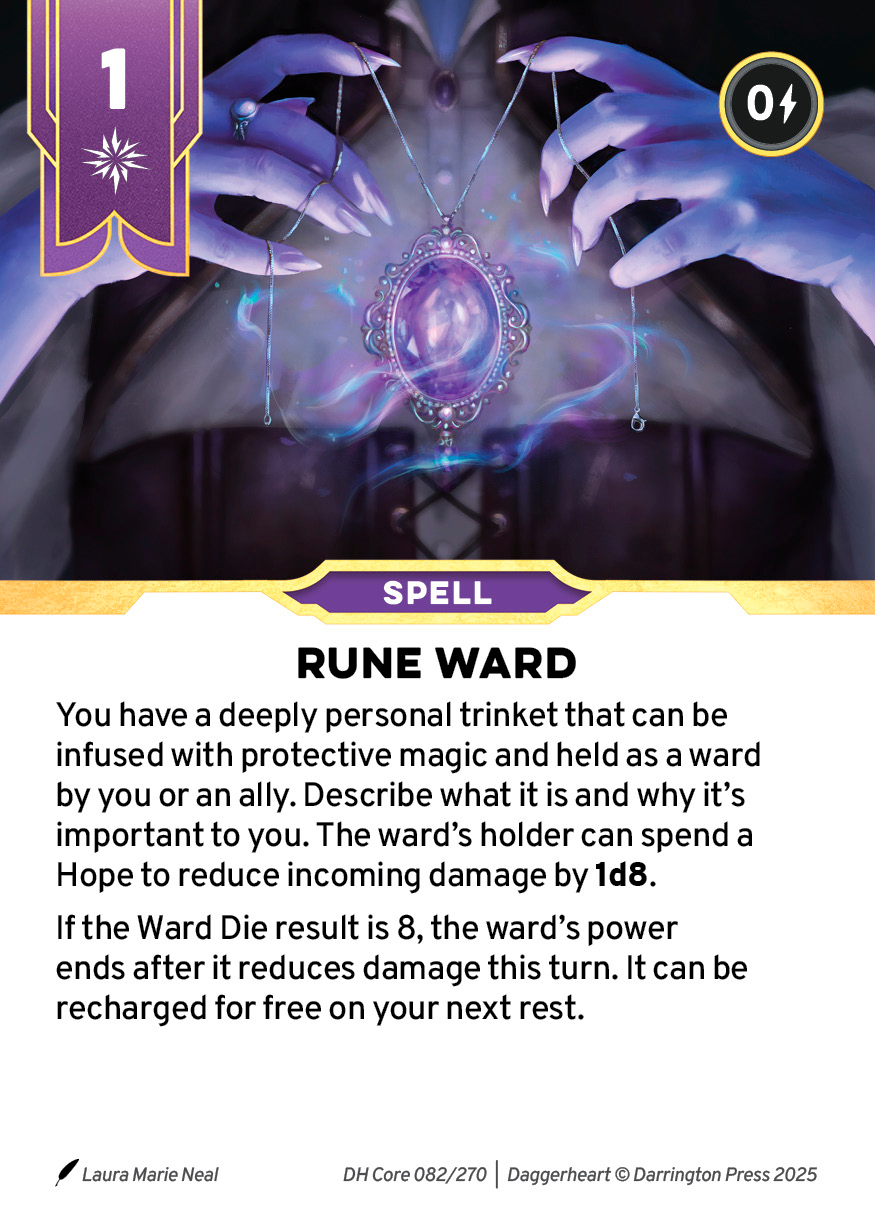 1
0
SPELL
RUNE WARD
You have a deeply personal trinket that can be
infused with protective magic and held as a ward
by you or an ally. Describe what it is and why it’s
important to you. The ward’s holder can spend a
Hope to reduce incoming damage by 1d8.
If the Ward Die result is 8, the ward’s power
ends after it reduces damage this turn. It can be
recharged for free on your next rest.
Laura Marie Neal
DH Core 082/270 | Daggerheart © Darrington Press 2025